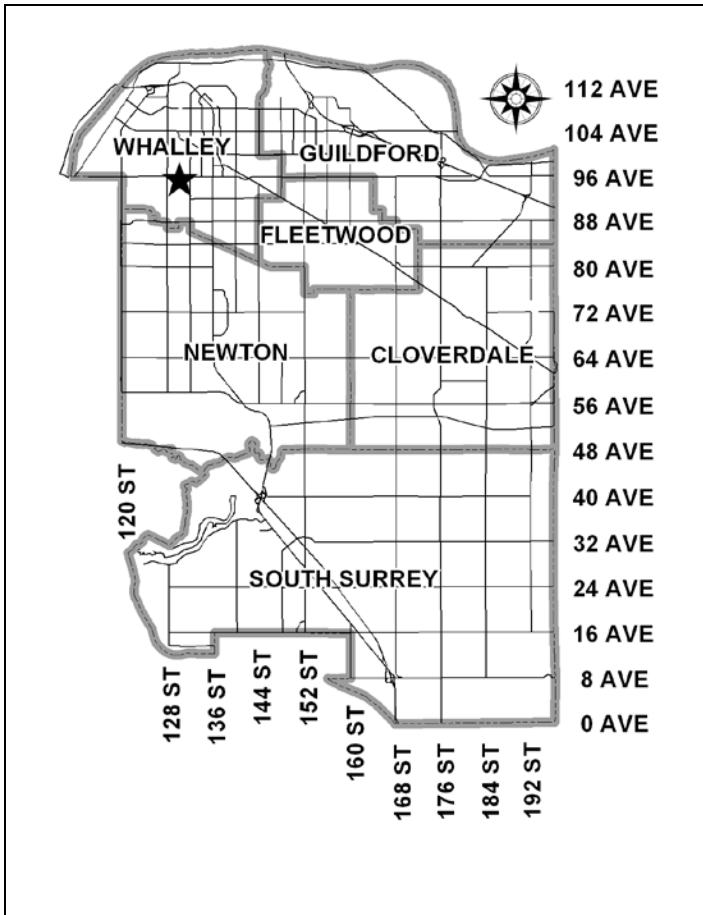 112 AVE
104 AVE
WHALLEY
GUILDFORD
96 AVE
88 AVE
FLEETWOOD
80 AVE
72 AVE
NEWTON
CLOVERDALE
64 AVE
56 AVE
48 AVE
120 ST
40 AVE
32 AVE
SOUTH SURREY
24 AVE
16 AVE
128 ST
136 ST
144 ST
152 ST
160 ST
8 AVE
0 AVE
168 ST
176 ST
184 ST
192 ST